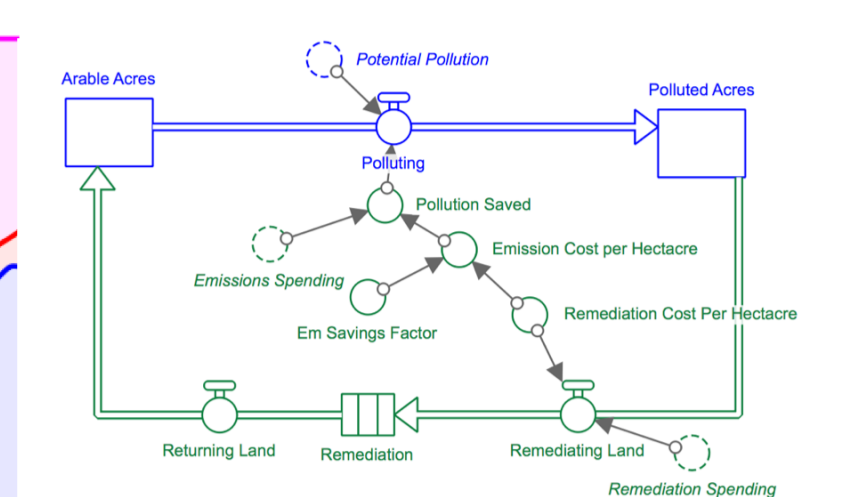 Potential Pollution
Arable Acres
Polluted Acres
Polluting
Pollution Saved
Emission Cost per Hectacre
Emissions Spending
Remediation Cost Per Hectacre
Em Savings Factor
Returning Land
Remediation
Remediating Land
Remediation Spending